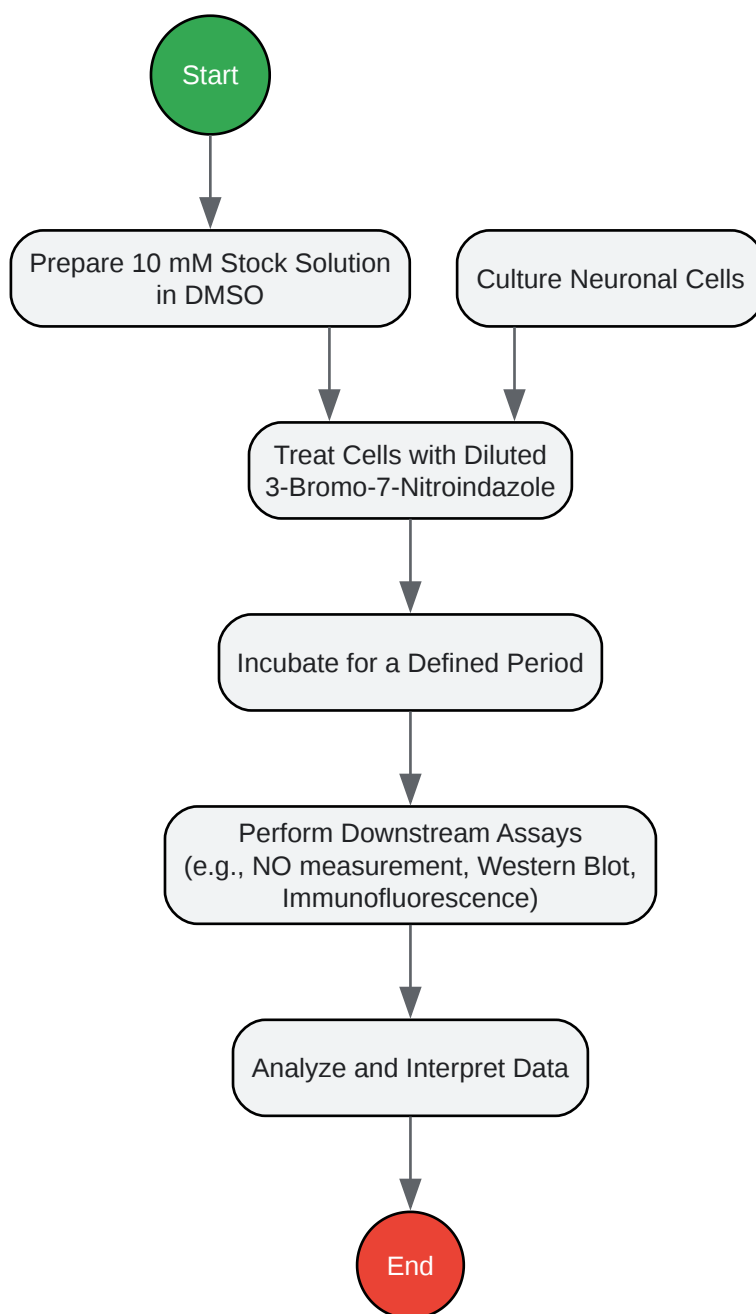 Start
Prepare 10 mM Stock Solution
in DMSO
Culture Neuronal Cells
Treat Cells with Diluted
3-Bromo-7-Nitroindazole
Incubate for a Defined Period
Perform Downstream Assays
(e.g., NO measurement, Western Blot,
Immunofluorescence)
Analyze and Interpret Data
End